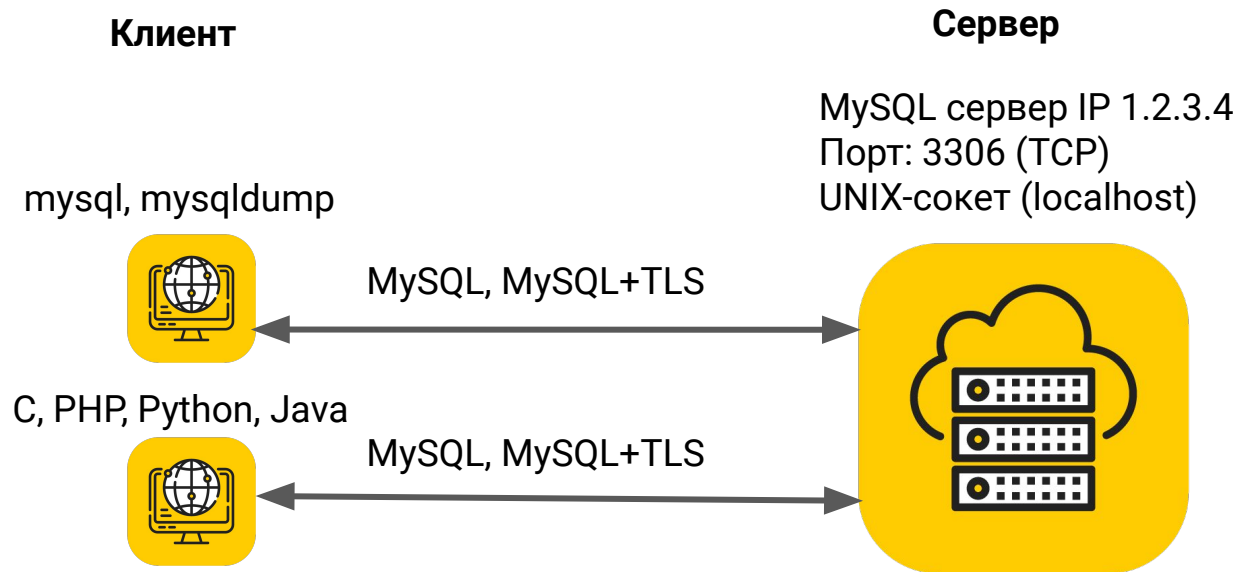 Клиент
Сервер
MySQL сервер IP 1.2.3.4
Порт: 3306 (TCP)
UNIX-сокет (localhost)
mysql, mysqldump
MySQL, MySQL+TLS
C, PHP, Python, Java
MySQL, MySQL+TLS